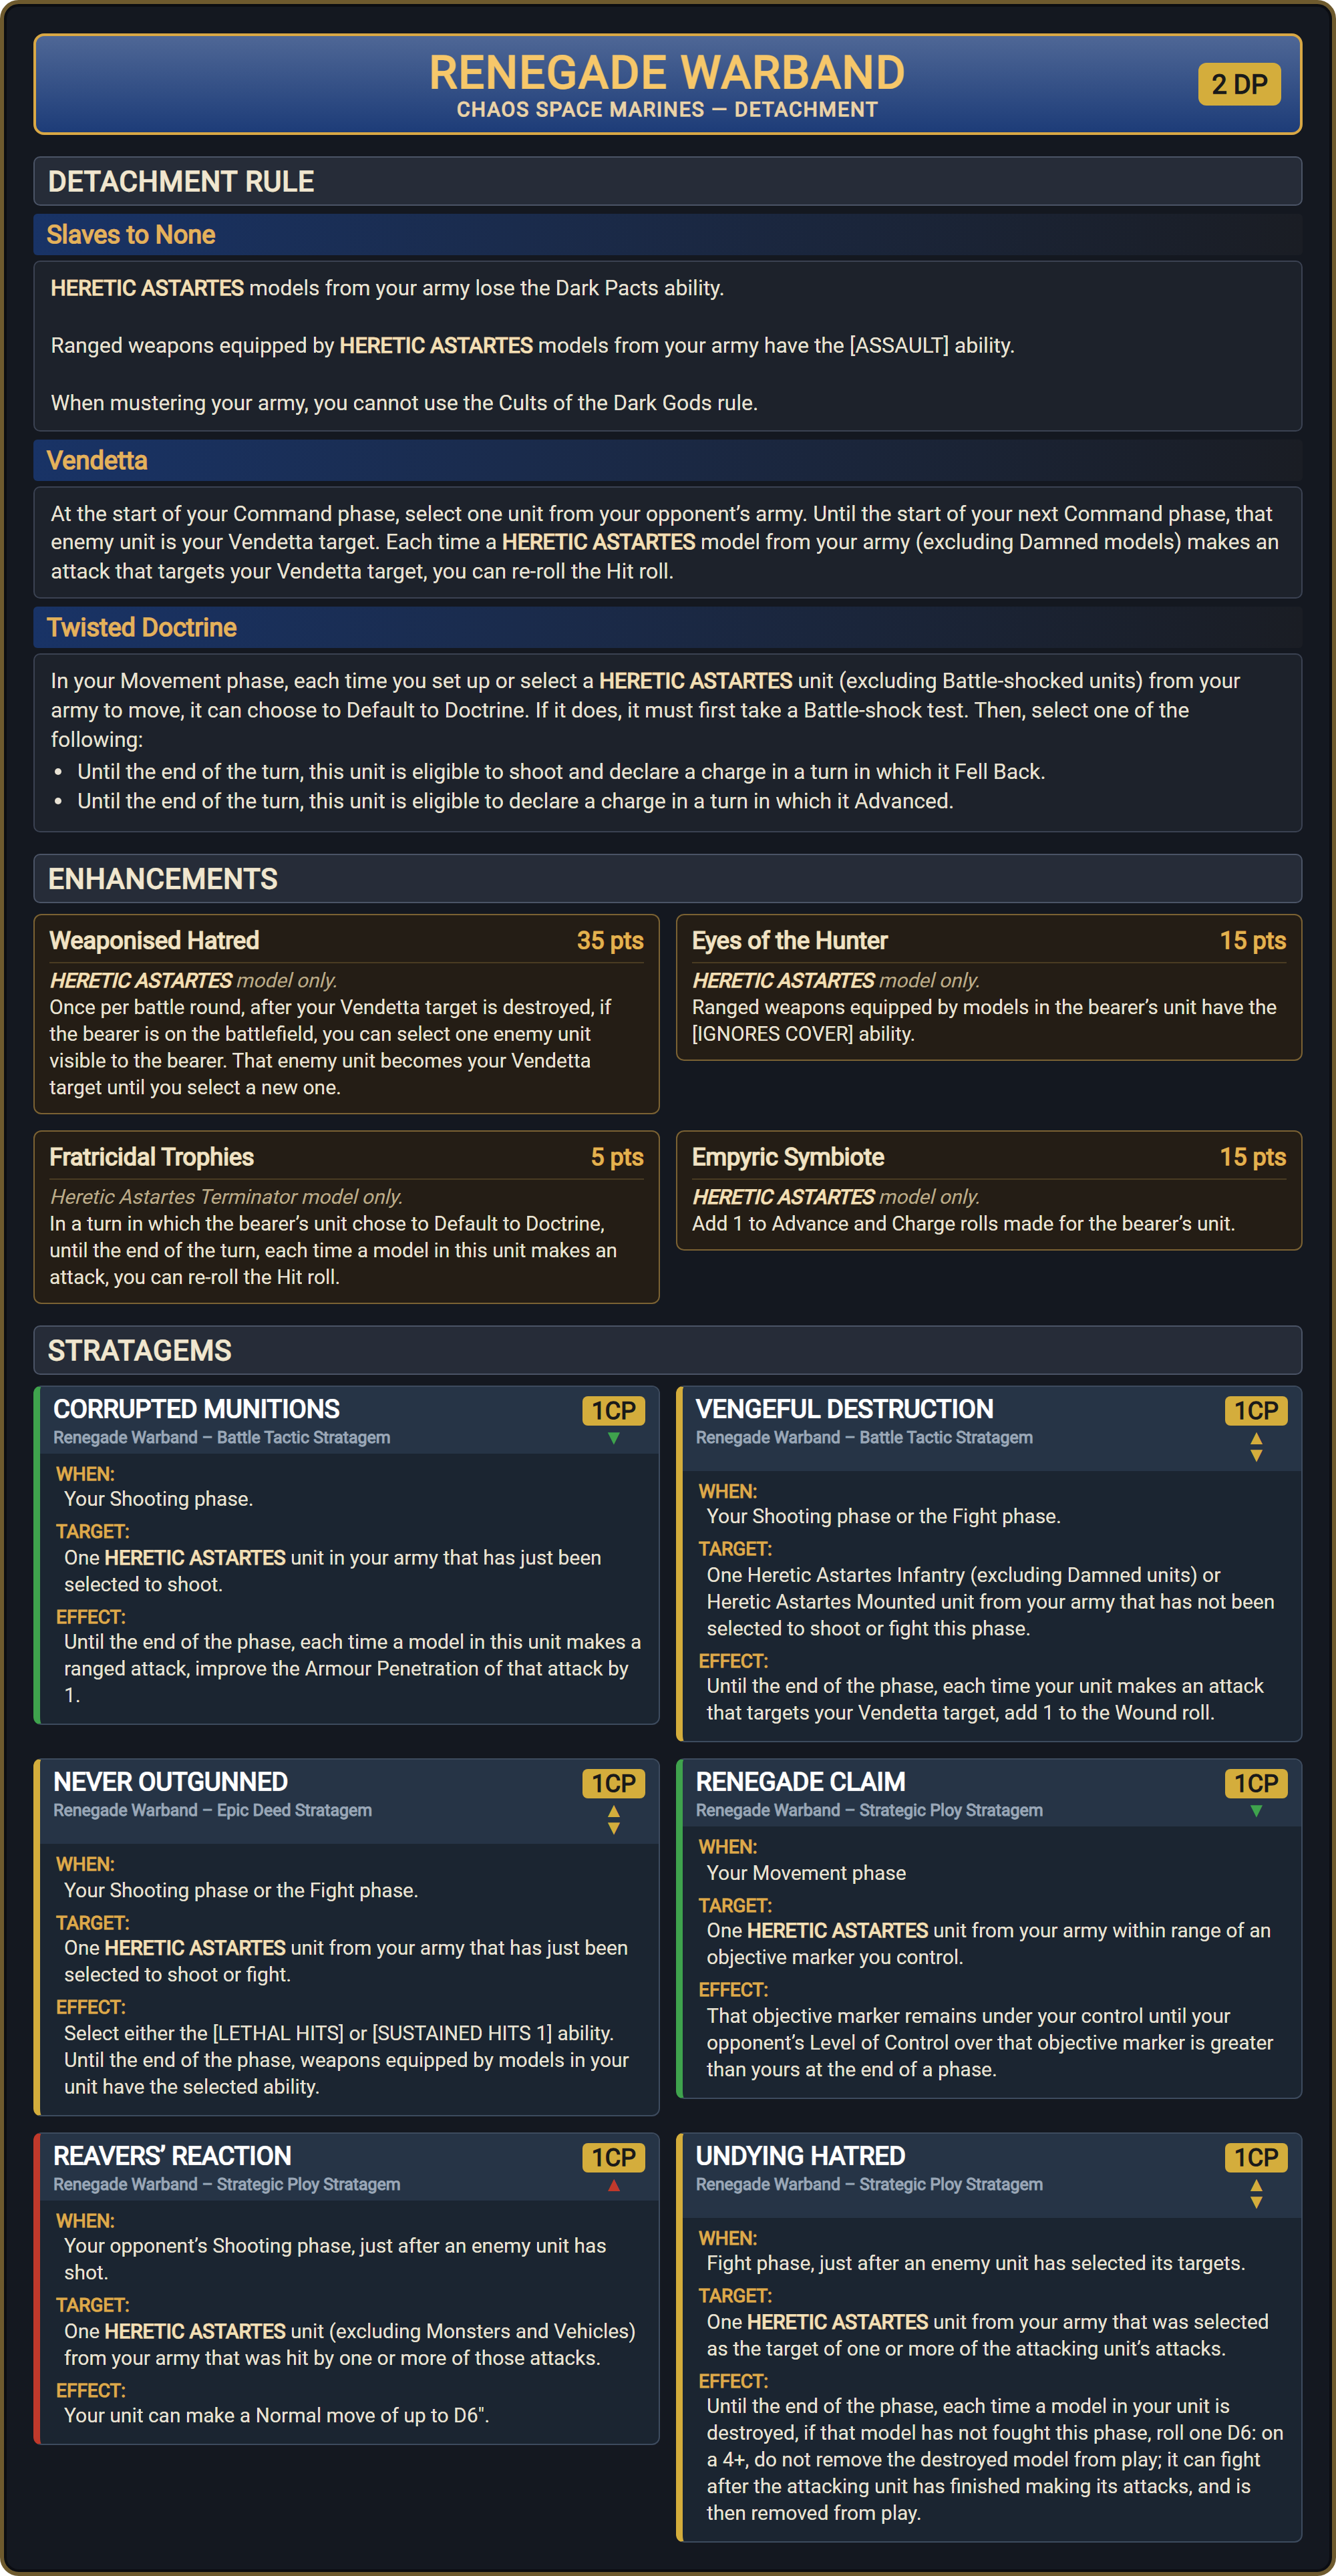 RENEGADE WARBAND
CHAOS SPACE MARINES — DETACHMENT
2 DP
DETACHMENT RULE
Slaves to None
HERETIC ASTARTES models from your army lose the Dark Pacts ability.
Ranged weapons equipped by HERETIC ASTARTES models from your army have the [ASSAULT] ability.
When mustering your army, you cannot use the Cults of the Dark Gods rule.
Vendetta
At the start of your Command phase, select one unit from your opponent’s army. Until the start of your next Command phase, that
enemy unit is your Vendetta target. Each time a HERETIC ASTARTES model from your army (excluding Damned models) makes an
attack that targets your Vendetta target, you can re-roll the Hit roll.
Twisted Doctrine
In your Movement phase, each time you set up or select a HERETIC ASTARTES unit (excluding Battle-shocked units) from your
army to move, it can choose to Default to Doctrine. If it does, it must first take a Battle-shock test. Then, select one of the
following:
• Until the end of the turn, this unit is eligible to shoot and declare a charge in a turn in which it Fell Back.
• Until the end of the turn, this unit is eligible to declare a charge in a turn in which it Advanced.
ENHANCEMENTS
Weaponised Hatred 35 pts
HERETIC ASTARTES model only.
Once per battle round, after your Vendetta target is destroyed, if
the bearer is on the battlefield, you can select one enemy unit
visible to the bearer. That enemy unit becomes your Vendetta
target until you select a new one.
Eyes of the Hunter 15 pts
HERETIC ASTARTES model only.
Ranged weapons equipped by models in the bearer’s unit have the
[IGNORES COVER] ability.
Fratricidal Trophies 5 pts
Heretic Astartes Terminator model only.
In a turn in which the bearer’s unit chose to Default to Doctrine,
until the end of the turn, each time a model in this unit makes an
attack, you can re-roll the Hit roll.
Empyric Symbiote 15 pts
HERETIC ASTARTES model only.
Add 1 to Advance and Charge rolls made for the bearer’s unit.
STRATAGEMS
CORRUPTED MUNITIONS 1CP
Renegade Warband – Battle Tactic Stratagem ▼
WHEN:
Your Shooting phase.
TARGET:
One HERETIC ASTARTES unit in your army that has just been
selected to shoot.
EFFECT:
Until the end of the phase, each time a model in this unit makes a
ranged attack, improve the Armour Penetration of that attack by
1.
VENGEFUL DESTRUCTION 1CP
Renegade Warband – Battle Tactic Stratagem ▲
▼
WHEN:
Your Shooting phase or the Fight phase.
TARGET:
One Heretic Astartes Infantry (excluding Damned units) or
Heretic Astartes Mounted unit from your army that has not been
selected to shoot or fight this phase.
EFFECT:
Until the end of the phase, each time your unit makes an attack
that targets your Vendetta target, add 1 to the Wound roll.
NEVER OUTGUNNED 1CP
Renegade Warband – Epic Deed Stratagem ▲
▼
WHEN:
Your Shooting phase or the Fight phase.
TARGET:
One HERETIC ASTARTES unit from your army that has just been
selected to shoot or fight.
EFFECT:
Select either the [LETHAL HITS] or [SUSTAINED HITS 1] ability.
Until the end of the phase, weapons equipped by models in your
unit have the selected ability.
RENEGADE CLAIM 1CP
Renegade Warband – Strategic Ploy Stratagem ▼
WHEN:
Your Movement phase
TARGET:
One HERETIC ASTARTES unit from your army within range of an
objective marker you control.
EFFECT:
That objective marker remains under your control until your
opponent’s Level of Control over that objective marker is greater
than yours at the end of a phase.
REAVERS’ REACTION 1CP
Renegade Warband – Strategic Ploy Stratagem ▲
WHEN:
Your opponent’s Shooting phase, just after an enemy unit has
shot.
TARGET:
One HERETIC ASTARTES unit (excluding Monsters and Vehicles)
from your army that was hit by one or more of those attacks.
EFFECT:
Your unit can make a Normal move of up to D6".
UNDYING HATRED 1CP
Renegade Warband – Strategic Ploy Stratagem ▲
▼
WHEN:
Fight phase, just after an enemy unit has selected its targets.
TARGET:
One HERETIC ASTARTES unit from your army that was selected
as the target of one or more of the attacking unit’s attacks.
EFFECT:
Until the end of the phase, each time a model in your unit is
destroyed, if that model has not fought this phase, roll one D6: on
a 4+, do not remove the destroyed model from play; it can fight
after the attacking unit has finished making its attacks, and is
then removed from play.